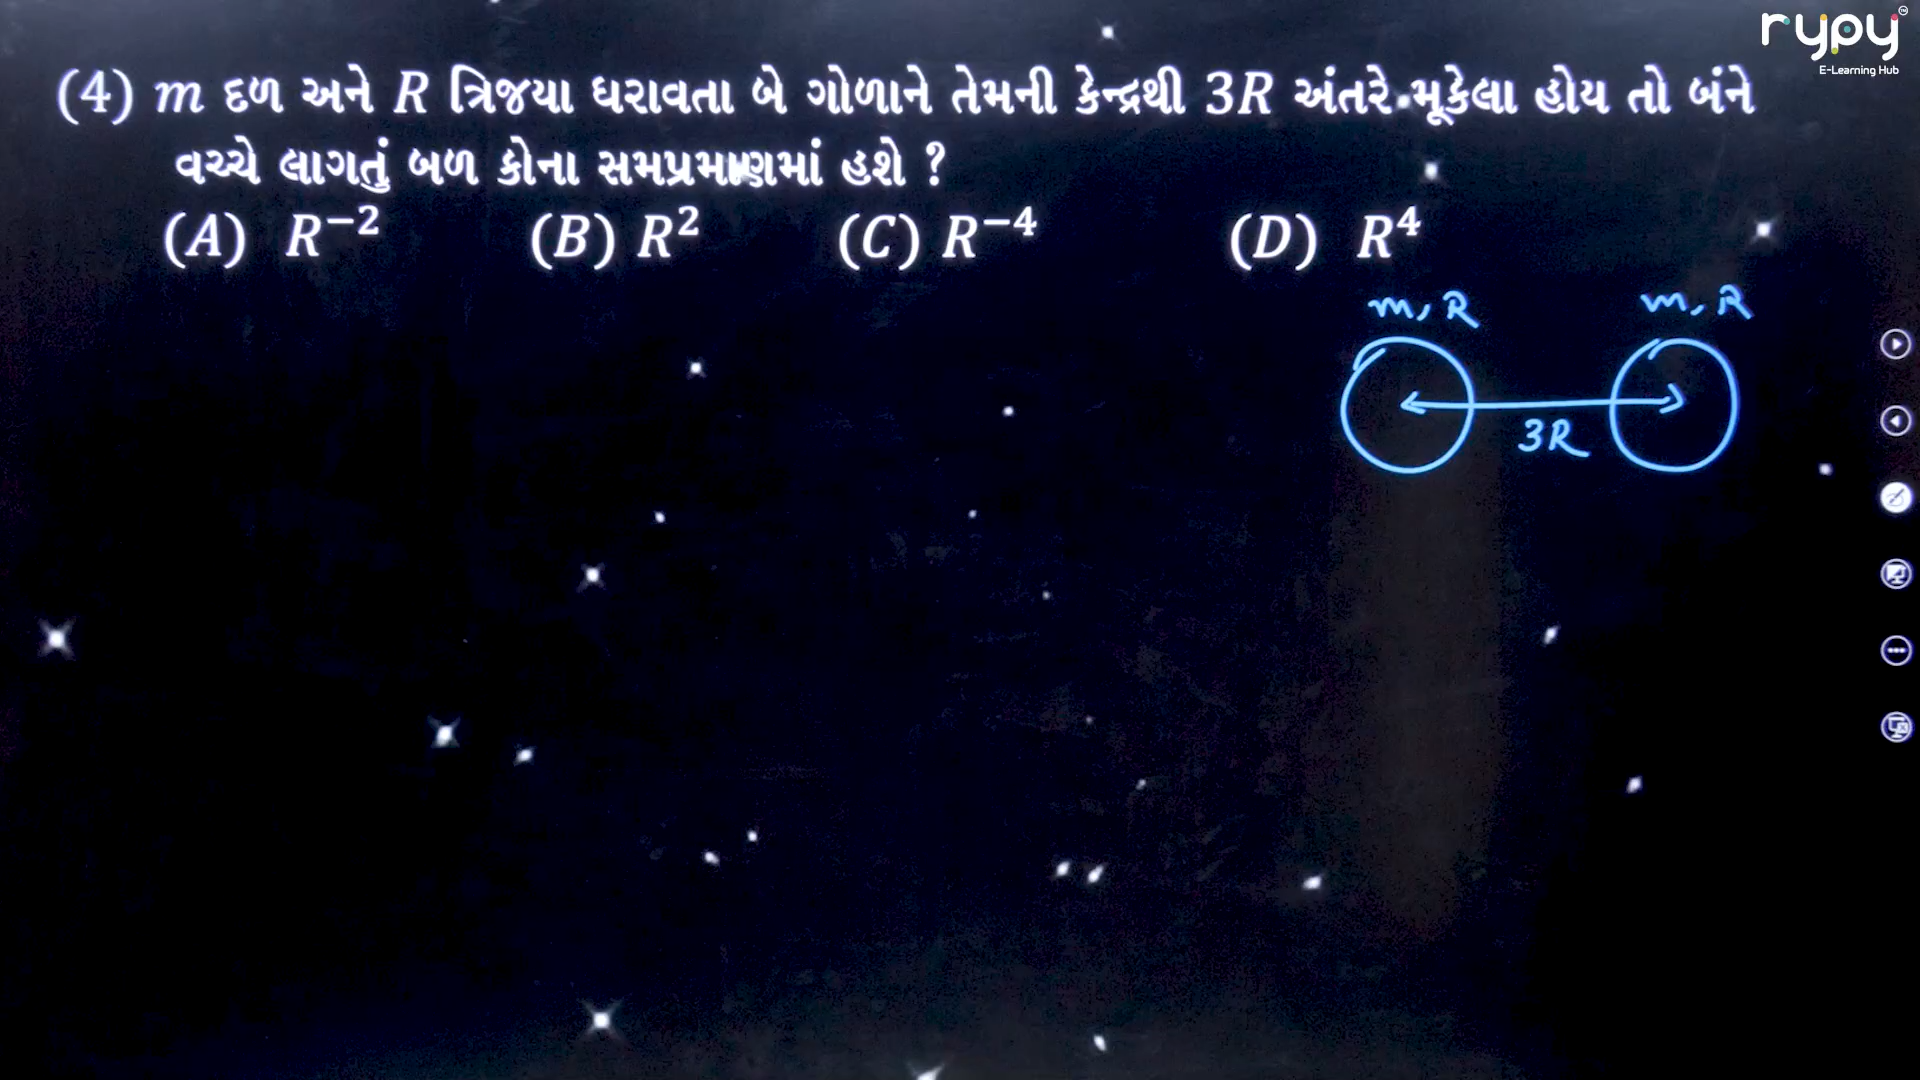 rypy
E-Learning Hub
(4) m દળ અને R ત્રિજ્યા ધરાવતા બે ગોળાને તેમની કેન્દ્રથી 3R અંતરે મૂકેલા હોય તો બંને
વચ્ચે લાગતું બળ કોના સમપ્રમાણમાં હશે ?
(A) R⁻² (B) R² (C) R⁻⁴ (D) R⁴
m, R m, R
3R